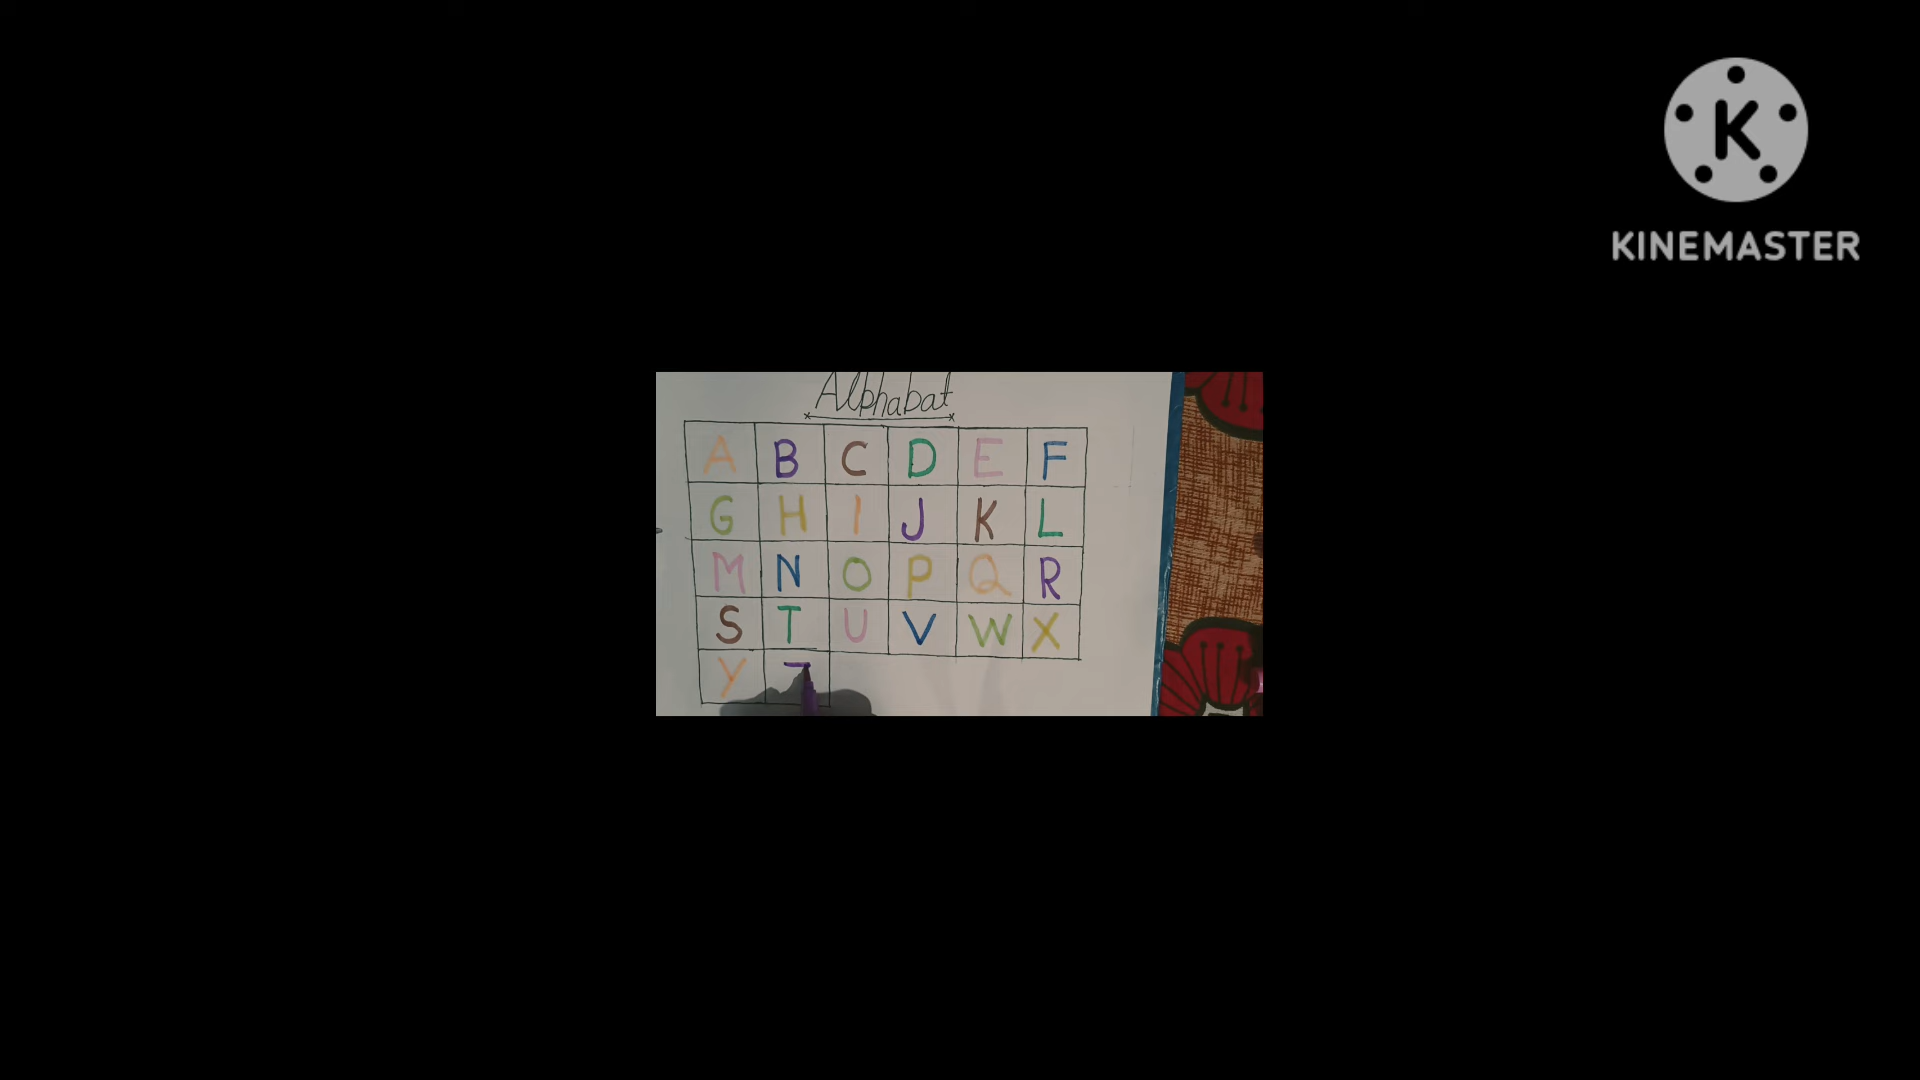 K
KINEMASTER
Alphabat
A B C D E F
G H I J K L
M N O P Q R
S T U V W X
Y